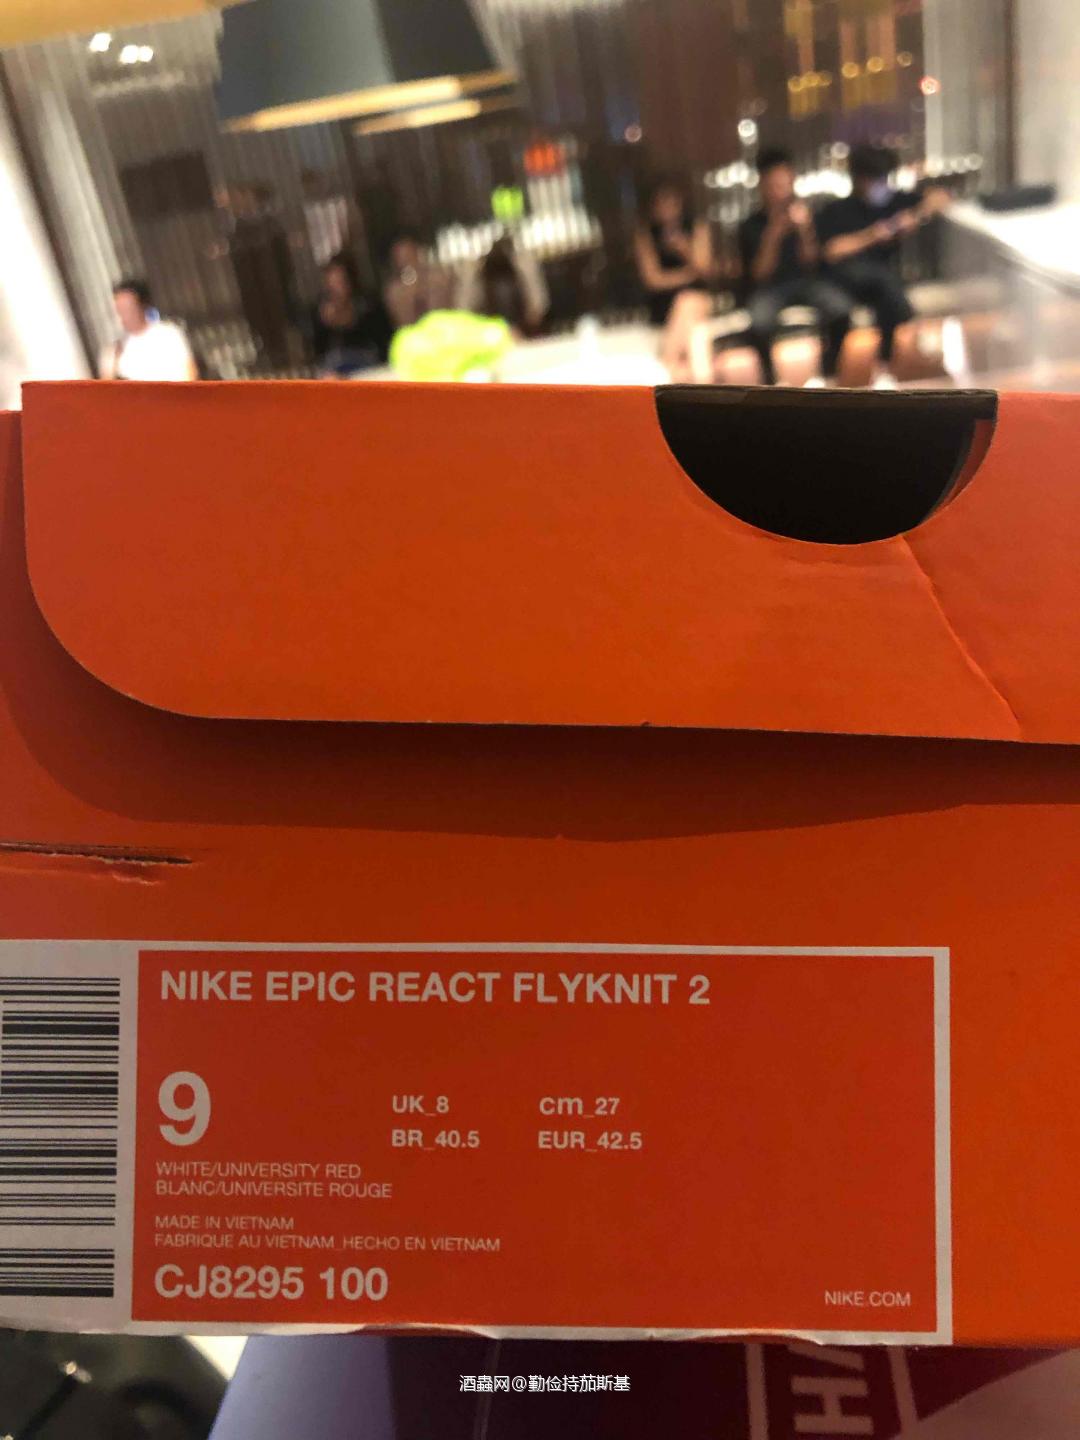 NIKE EPIC REACT FLYKNIT 2
9
UK_8 cm_27
BR_40.5 EUR_42.5
WHITE/UNIVERSITY RED
BLANC/UNIVERSITE ROUGE
MADE IN VIETNAM
FABRIQUE AU VIETNAM_HECHO EN VIETNAM
CJ8295 100
NIKE.COM
酒蟲网@勤俭持茄斯基